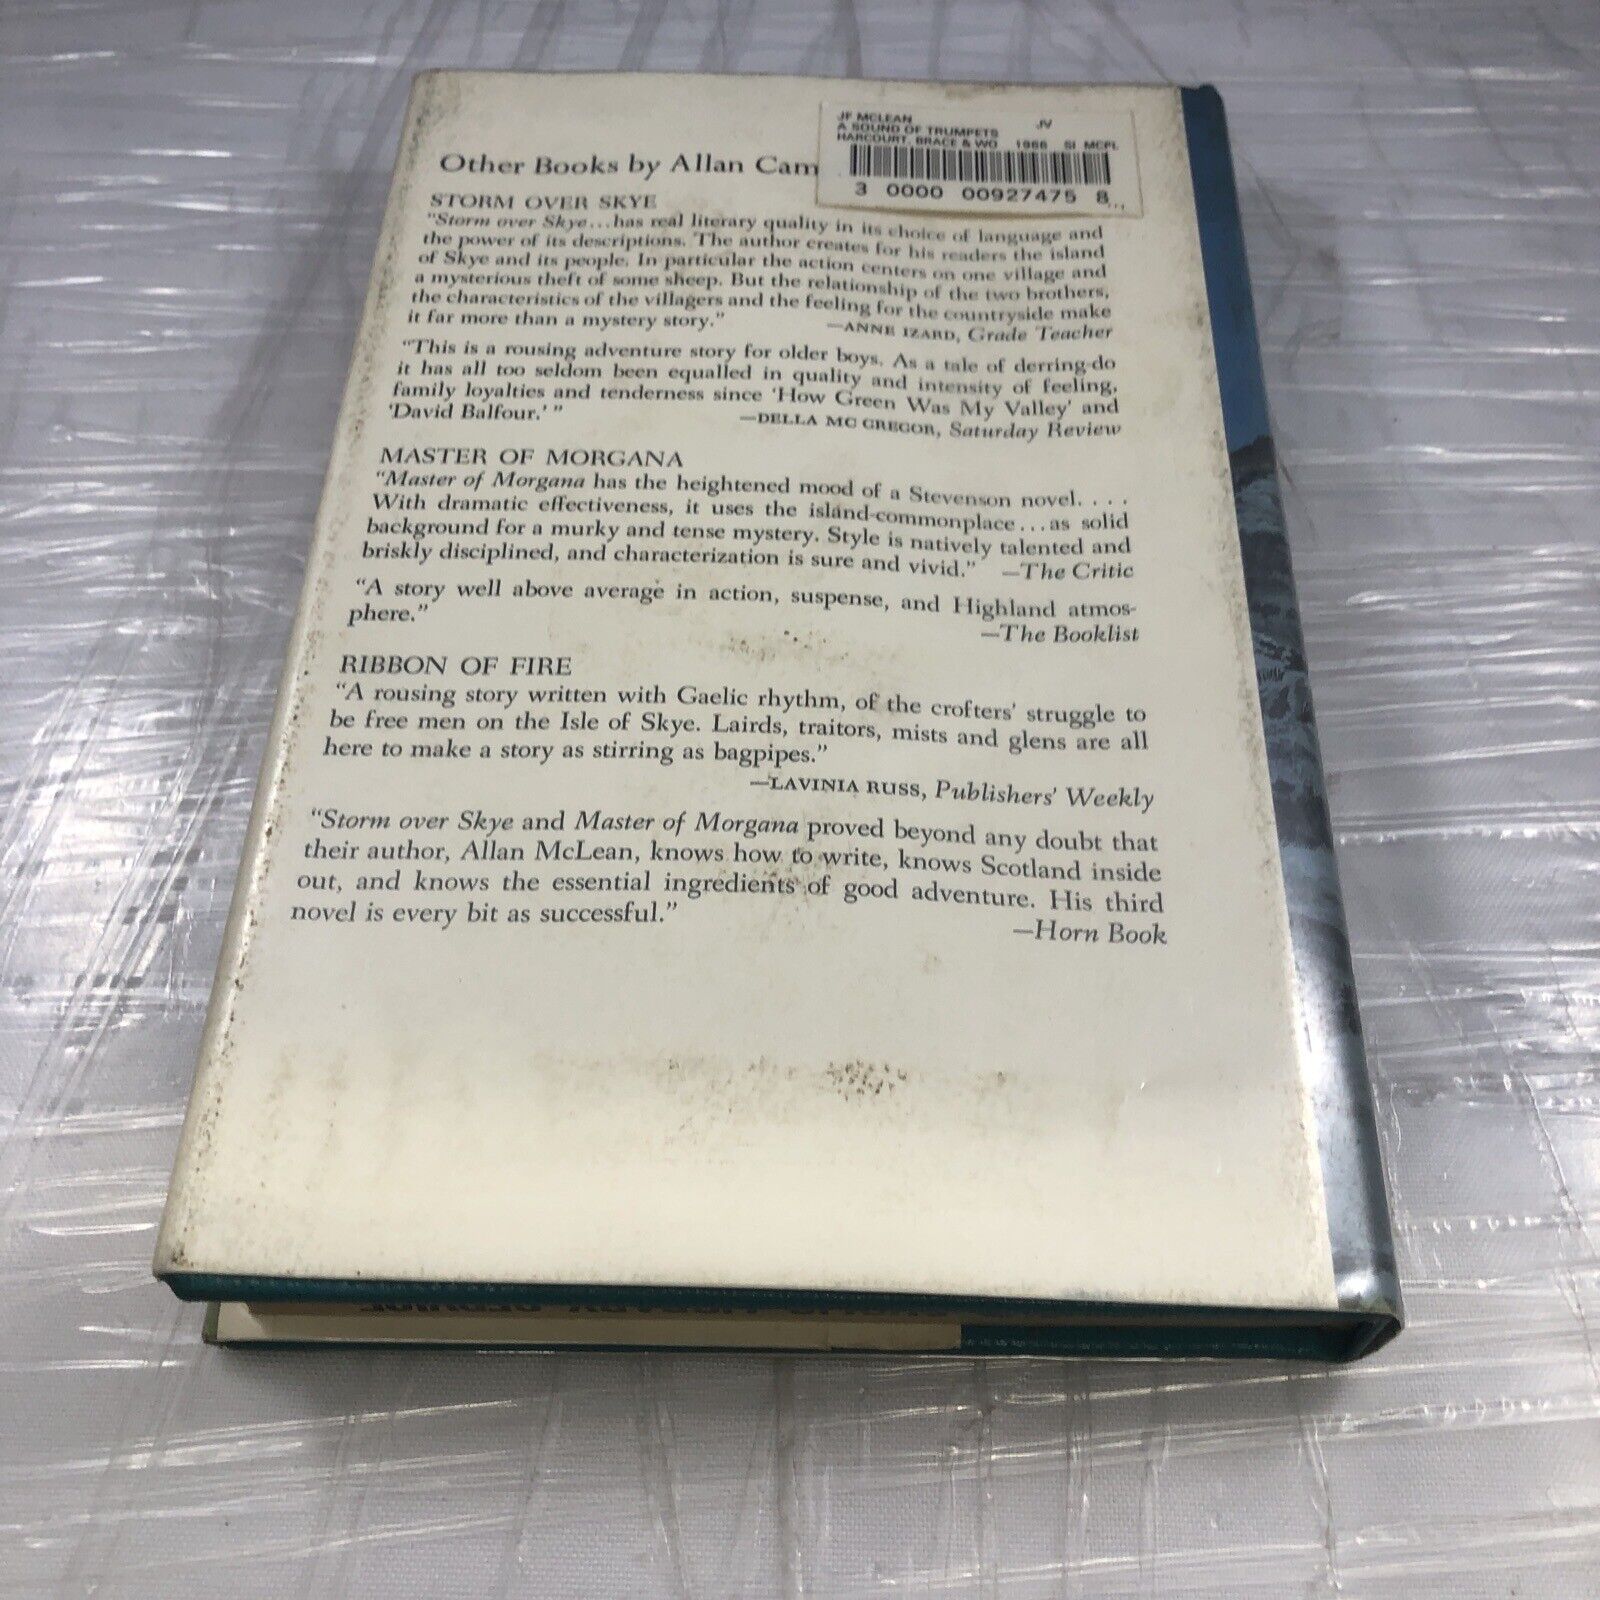 JF MCLEAN JV
A SOUND OF TRUMPETS
HARCOURT, BRACE & WO 1966 SI MCPL
3 0000 00927475 8
Other Books by Allan Cam
STORM OVER SKYE
"Storm over Skye...has real literary quality in its choice of language and
the power of its descriptions. The author creates for his readers the island
of Skye and its people. In particular the action centers on one village and
a mysterious theft of some sheep. But the relationship of the two brothers,
the characteristics of the villagers and the feeling for the countryside make
it far more than a mystery story." —ANNE IZARD, Grade Teacher
"This is a rousing adventure story for older boys. As a tale of derring-do
it has all too seldom been equalled in quality and intensity of feeling,
family loyalties and tenderness since 'How Green Was My Valley' and
'David Balfour.' " —DELLA MC GREGOR, Saturday Review
MASTER OF MORGANA
"Master of Morgana has the heightened mood of a Stevenson novel. . . .
With dramatic effectiveness, it uses the island-commonplace...as solid
background for a murky and tense mystery. Style is natively talented and
briskly disciplined, and characterization is sure and vivid." —The Critic
"A story well above average in action, suspense, and Highland atmos-
phere." —The Booklist
RIBBON OF FIRE
"A rousing story written with Gaelic rhythm, of the crofters' struggle to
be free men on the Isle of Skye. Lairds, traitors, mists and glens are all
here to make a story as stirring as bagpipes."
—LAVINIA RUSS, Publishers' Weekly
"Storm over Skye and Master of Morgana proved beyond any doubt that
their author, Allan McLean, knows how to write, knows Scotland inside
out, and knows the essential ingredients of good adventure. His third
novel is every bit as successful." —Horn Book